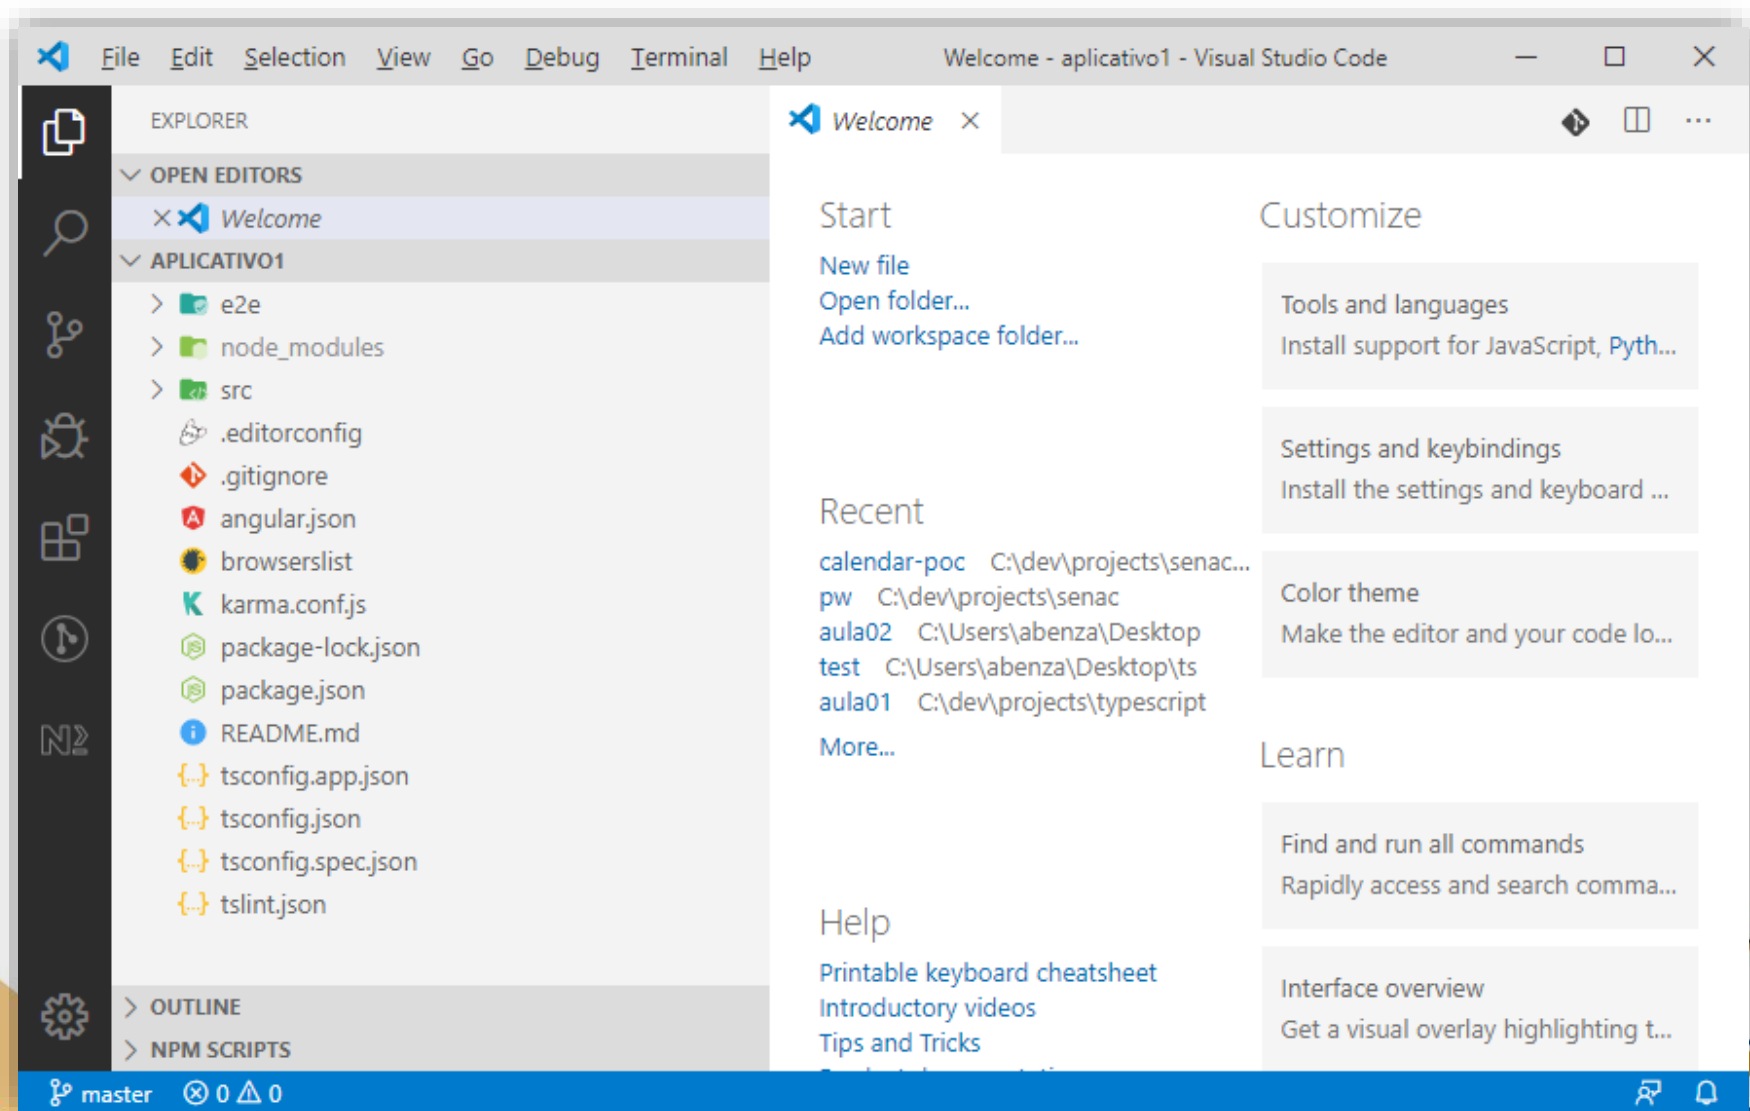 File Edit Selection View Go Debug Terminal Help Welcome - aplicativo1 - Visual Studio Code
EXPLORER
OPEN EDITORS
Welcome
APLICATIVO1
e2e
node_modules
src
.editorconfig
.gitignore
angular.json
browserslist
karma.conf.js
package-lock.json
package.json
README.md
tsconfig.app.json
tsconfig.json
tsconfig.spec.json
tslint.json
OUTLINE
NPM SCRIPTS
Welcome
Start
New file
Open folder...
Add workspace folder...
Recent
calendar-poc C:\dev\projects\senac...
pw C:\dev\projects\senac
aula02 C:\Users\abenza\Desktop
test C:\Users\abenza\Desktop\ts
aula01 C:\dev\projects\typescript
More...
Help
Printable keyboard cheatsheet
Introductory videos
Tips and Tricks
Customize
Tools and languages
Install support for JavaScript, Pyth...
Settings and keybindings
Install the settings and keyboard ...
Color theme
Make the editor and your code lo...
Learn
Find and run all commands
Rapidly access and search comma...
Interface overview
Get a visual overlay highlighting t...
master 0 0